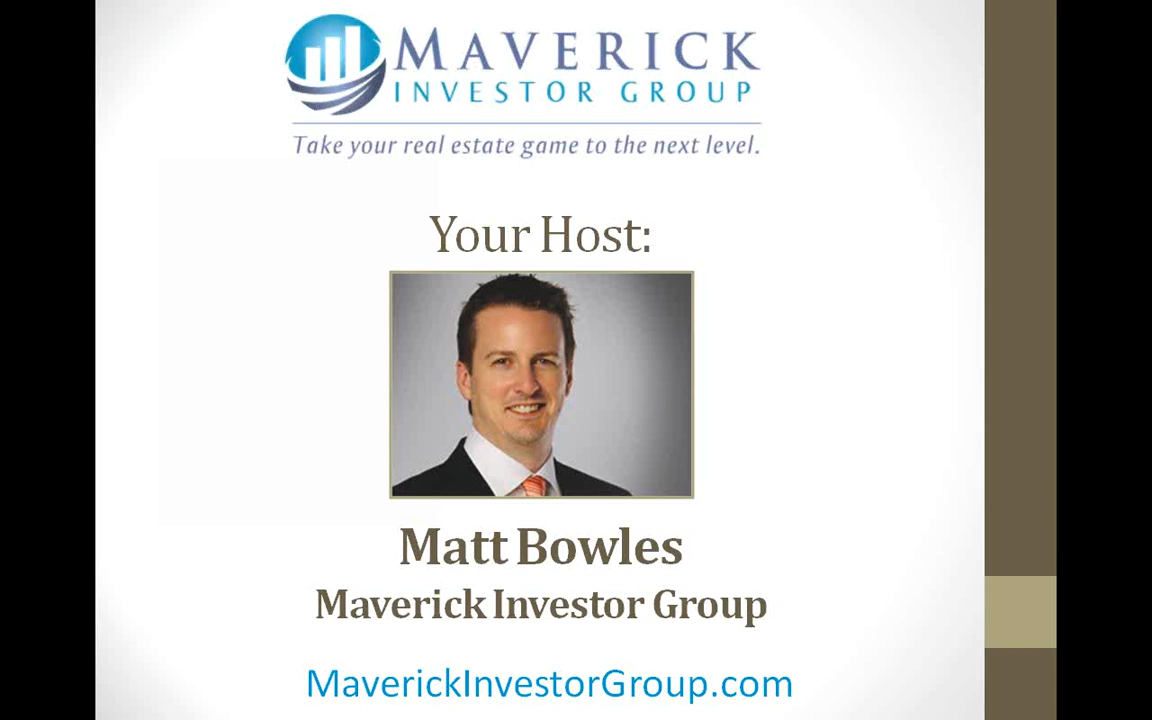 MAVERICK
INVESTOR GROUP
Take your real estate game to the next level.
Your Host:
Matt Bowles
Maverick Investor Group
MaverickInvestorGroup.com